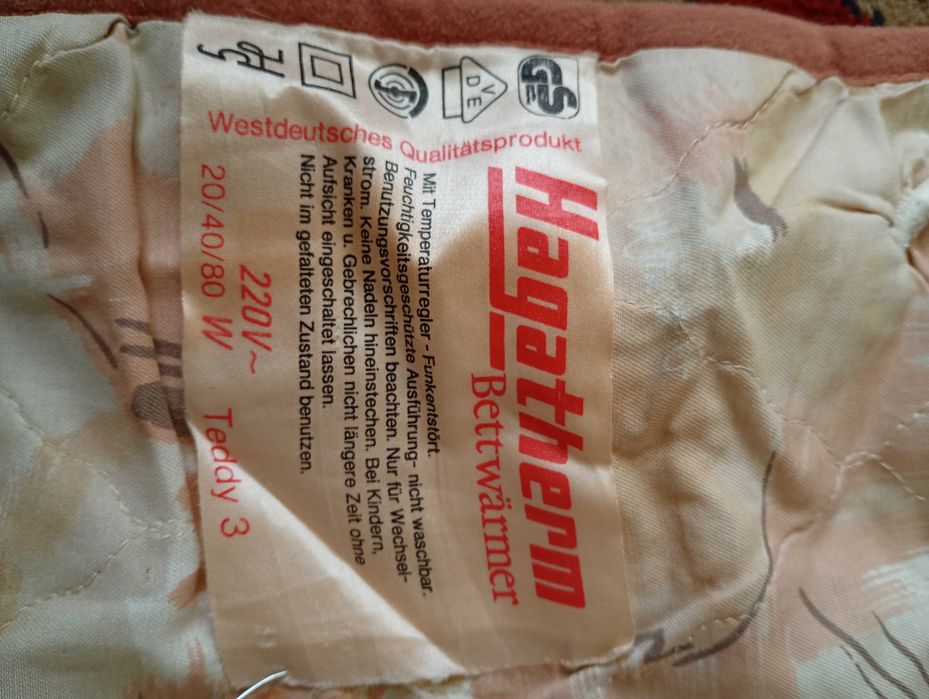 GS
VDE
Westdeutsches Qualitätsprodukt
Hagatherm
Bettwärmer
Mit Temperaturregler - Funkentstört.
Feuchtigkeitsgeschützte Ausführung- nicht waschbar.
Benutzungsvorschriften beachten. Nur für Wechsel-
strom. Keine Nadeln hineinstechen. Bei Kindern,
Kranken u. Gebrechlichen nicht längere Zeit ohne
Aufsicht eingeschaltet lassen.
Nicht im gefalteten Zustand benutzen.
220V~
20/40/80 W Teddy 3